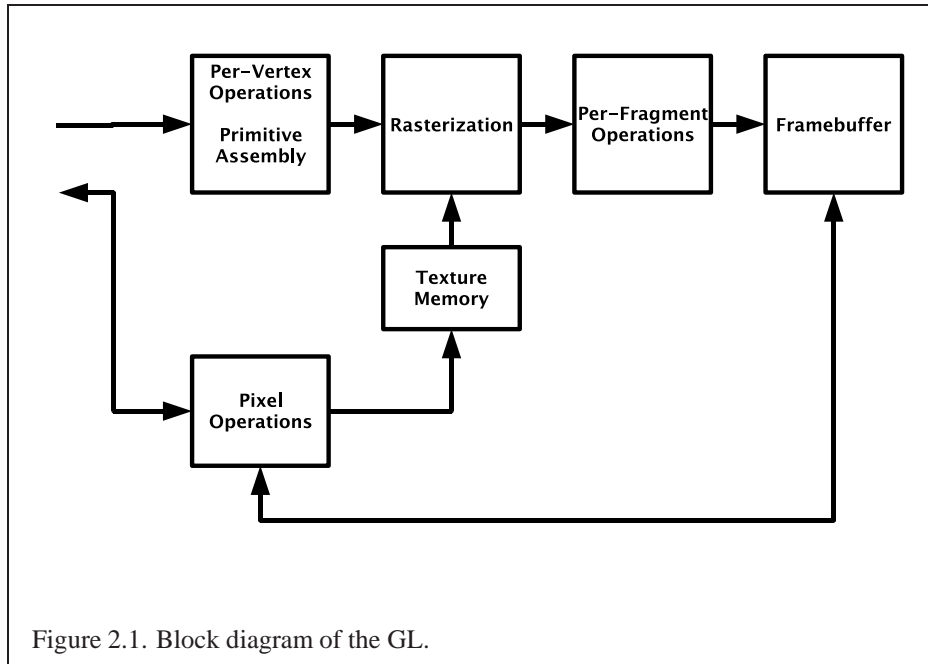 Per-Vertex
Operations
Primitive
Assembly
Rasterization
Per-Fragment
Operations
Framebuffer
Texture
Memory
Pixel
Operations
Figure 2.1. Block diagram of the GL.